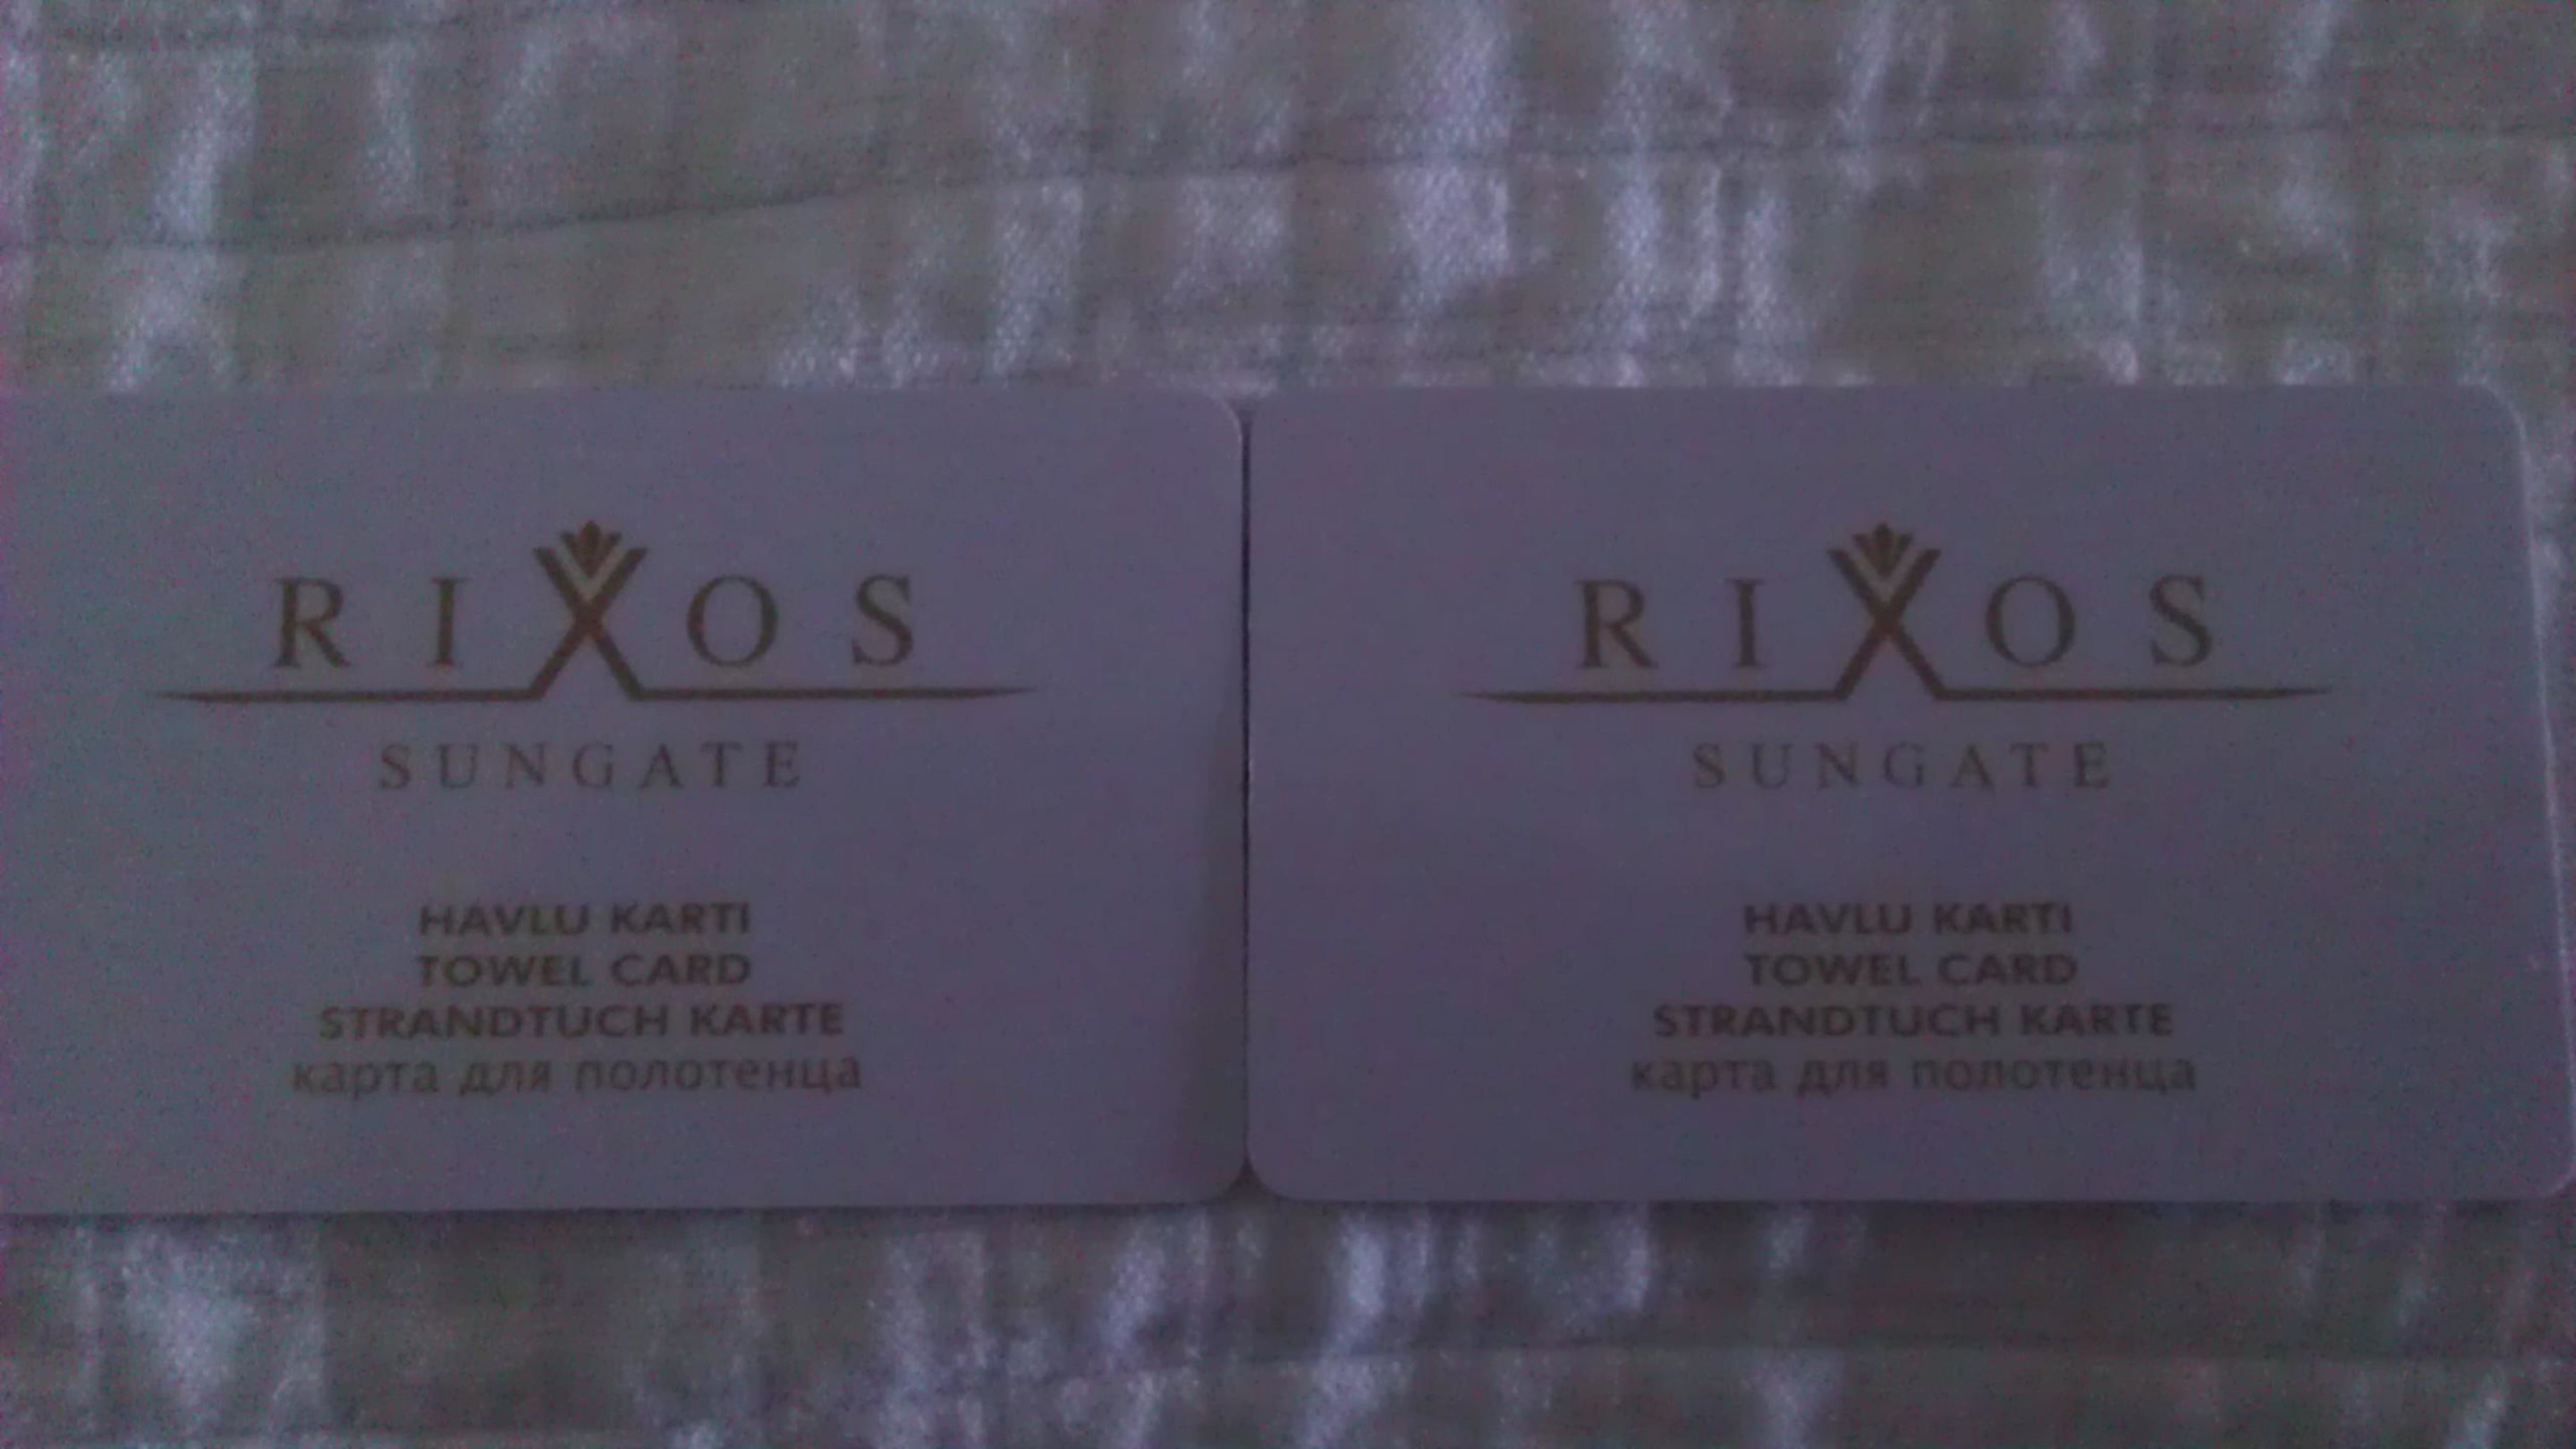 RIXOS
SUNGATE
HAVLU KARTI
TOWEL CARD
STRANDTUCH KARTE
карта для полотенца
RIXOS
SUNGATE
HAVLU KARTI
TOWEL CARD
STRANDTUCH KARTE
карта для полотенца